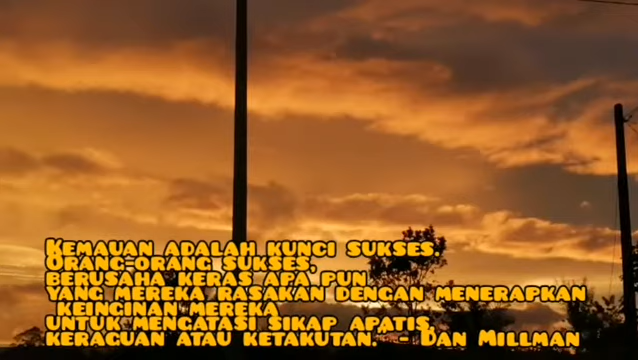 Kemauan adalah kunci sukses.
Orang-orang sukses,
berusaha keras apa pun
yang mereka rasakan dengan menerapkan
keinginan mereka
untuk mengatasi sikap apatis,
keraguan atau ketakutan. - Dan Millman